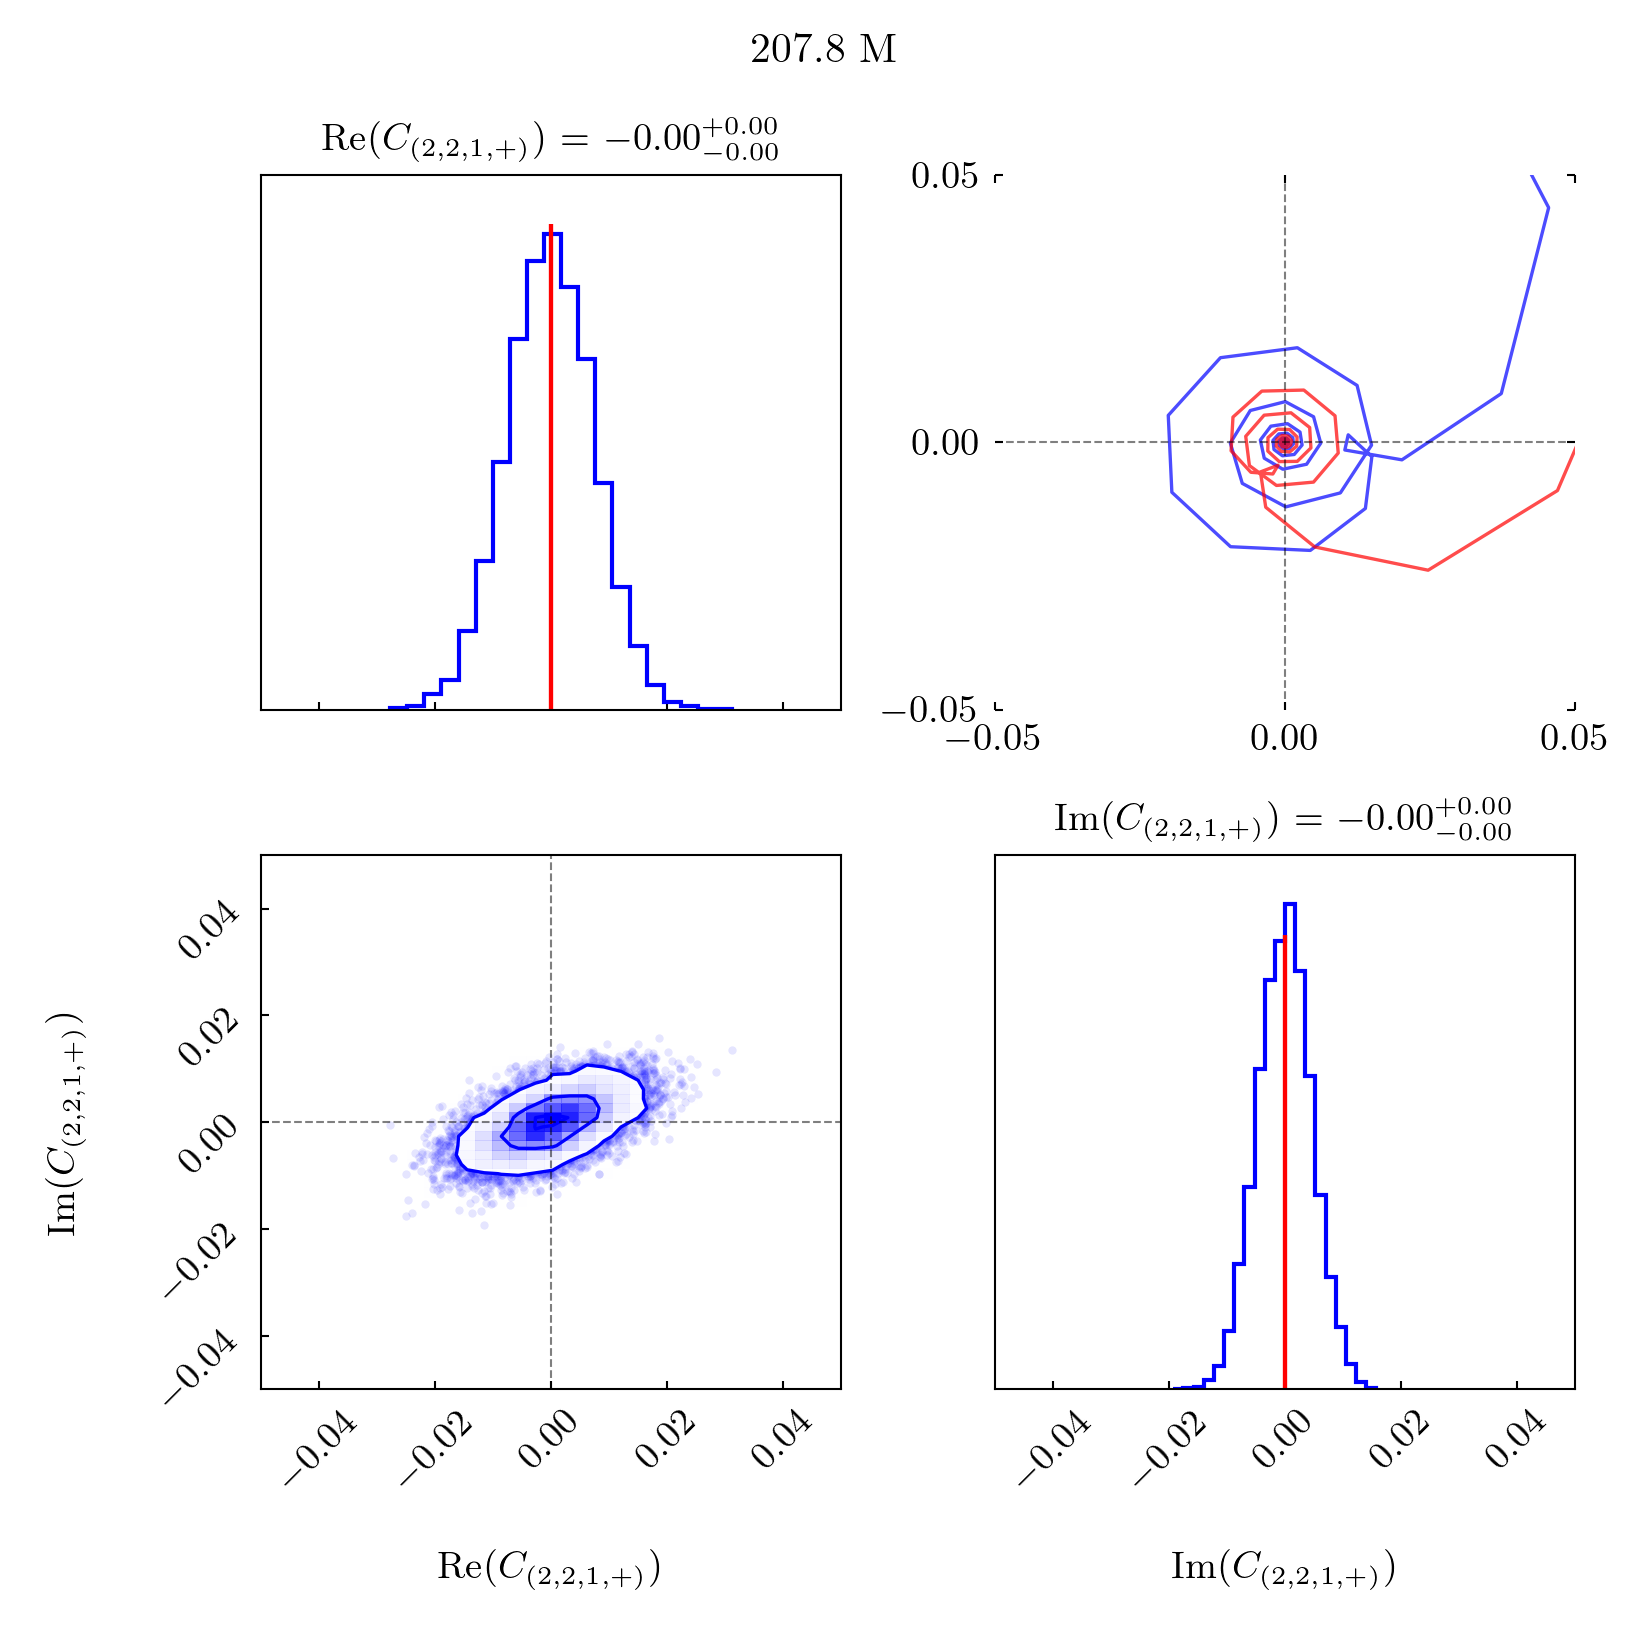 207.8 M
Re(C_{(2,2,1,+)}) = −0.00^{+0.00}_{−0.00}
0.05
0.00
−0.05
−0.05 0.00 0.05
Im(C_{(2,2,1,+)}) = −0.00^{+0.00}_{−0.00}
Im(C_{(2,2,1,+)})
0.04
0.02
0.00
−0.02
−0.04
−0.04 −0.02 0.00 0.02 0.04
Re(C_{(2,2,1,+)})
−0.04 −0.02 0.00 0.02 0.04
Im(C_{(2,2,1,+)})